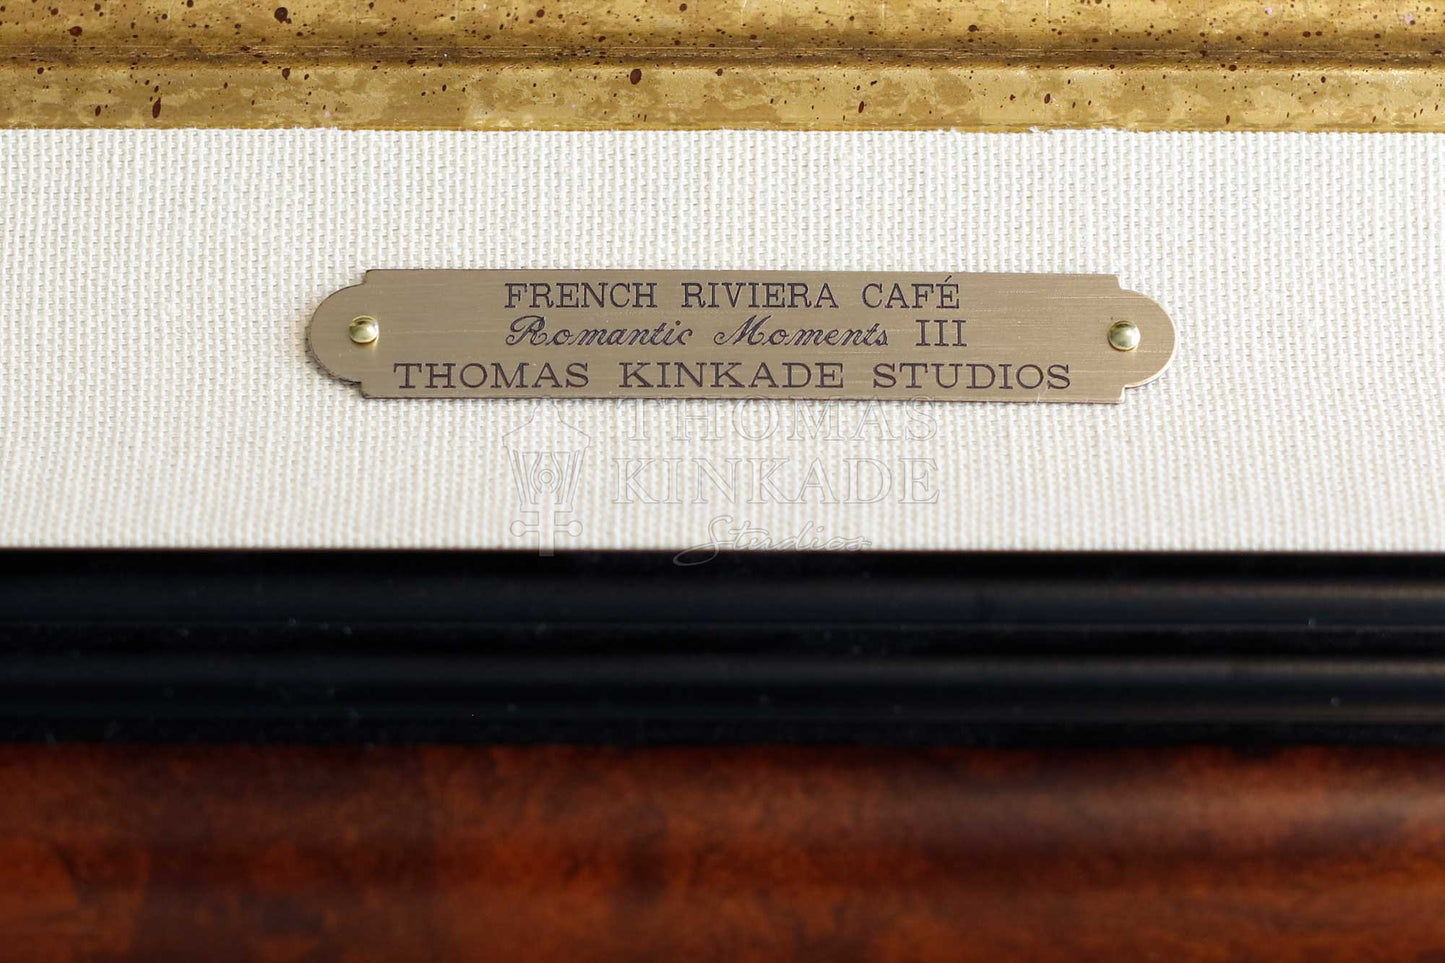 FRENCH RIVIERA CAFÉ
Romantic Moments III
THOMAS KINKADE STUDIOS
THOMAS
KINKADE
Studios